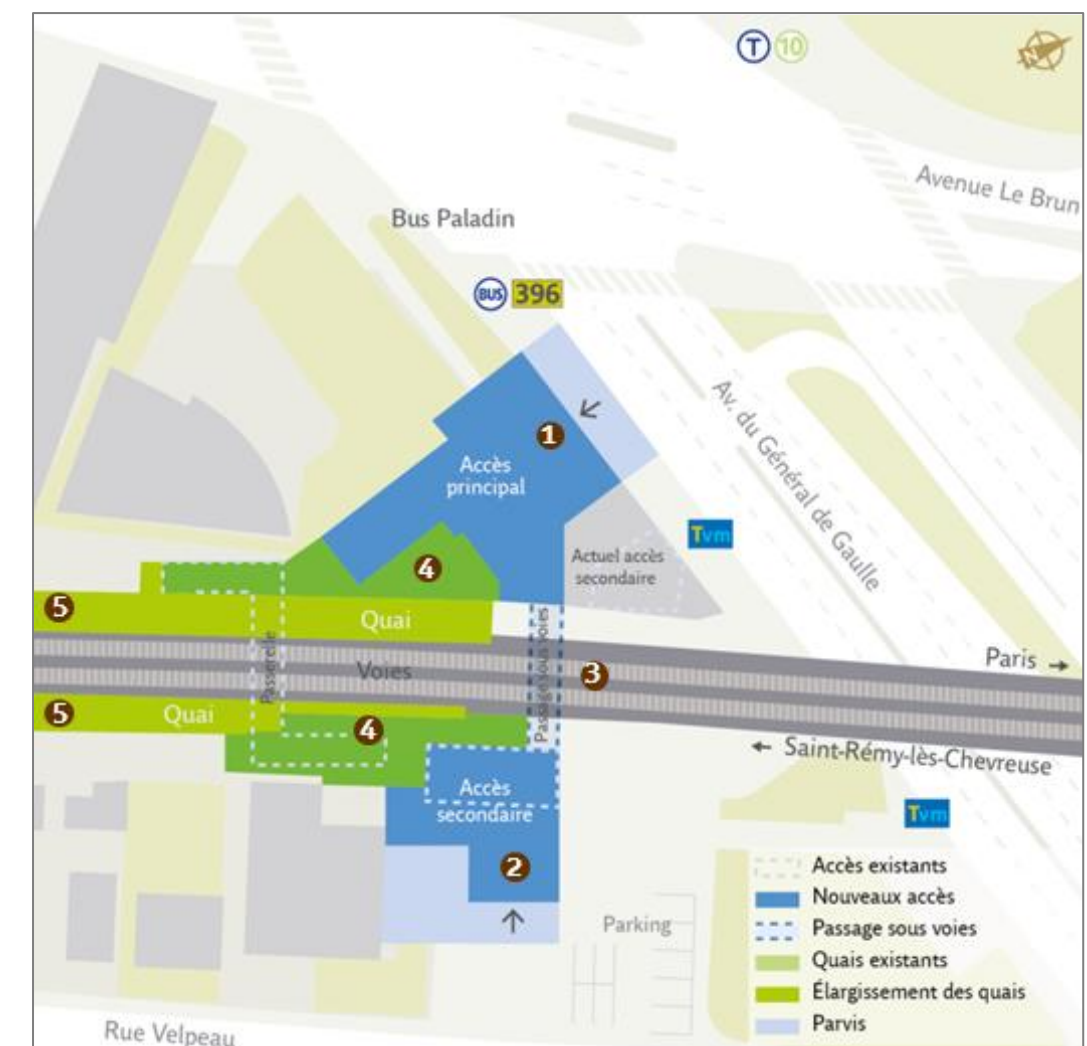 T 10
N
Avenue Le Brun
Bus Paladin
BUS 396
Av. du Général de Gaulle
1
Accès
principal
Tvm
Actuel accès
secondaire
4
5
Quai
Passerelle
Voies
Passage sous voies
3
Paris →
5
Quai
4
← Saint-Rémy-lès-Chevreuse
Accès
secondaire
Tvm
2
Parking
Accès existants
Nouveaux accès
Passage sous voies
Quais existants
Élargissement des quais
Parvis
Rue Velpeau